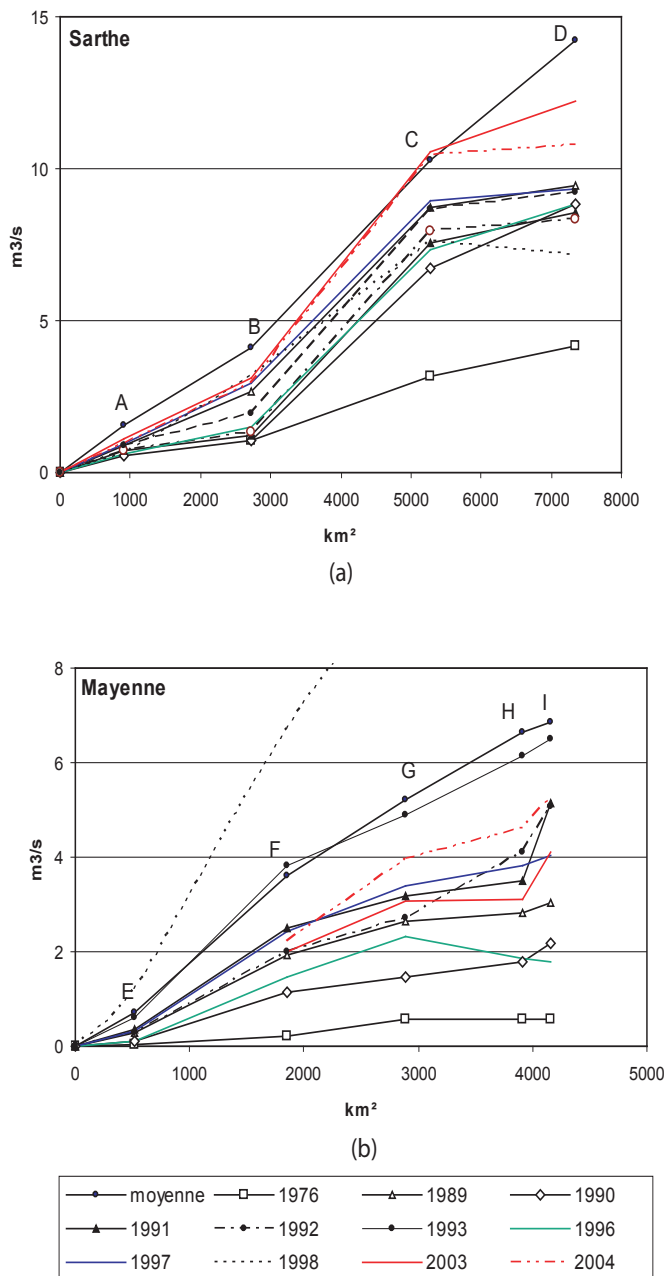 Sarthe
15
10
5
0
m3/s
A
B
C
D
0 1000 2000 3000 4000 5000 6000 7000 8000
km²
(a)
Mayenne
8
6
4
2
0
m3/s
E
F
G
H
I
0 1000 2000 3000 4000 5000
km²
(b)
moyenne 1976 1989 1990
1991 1992 1993 1996
1997 1998 2003 2004